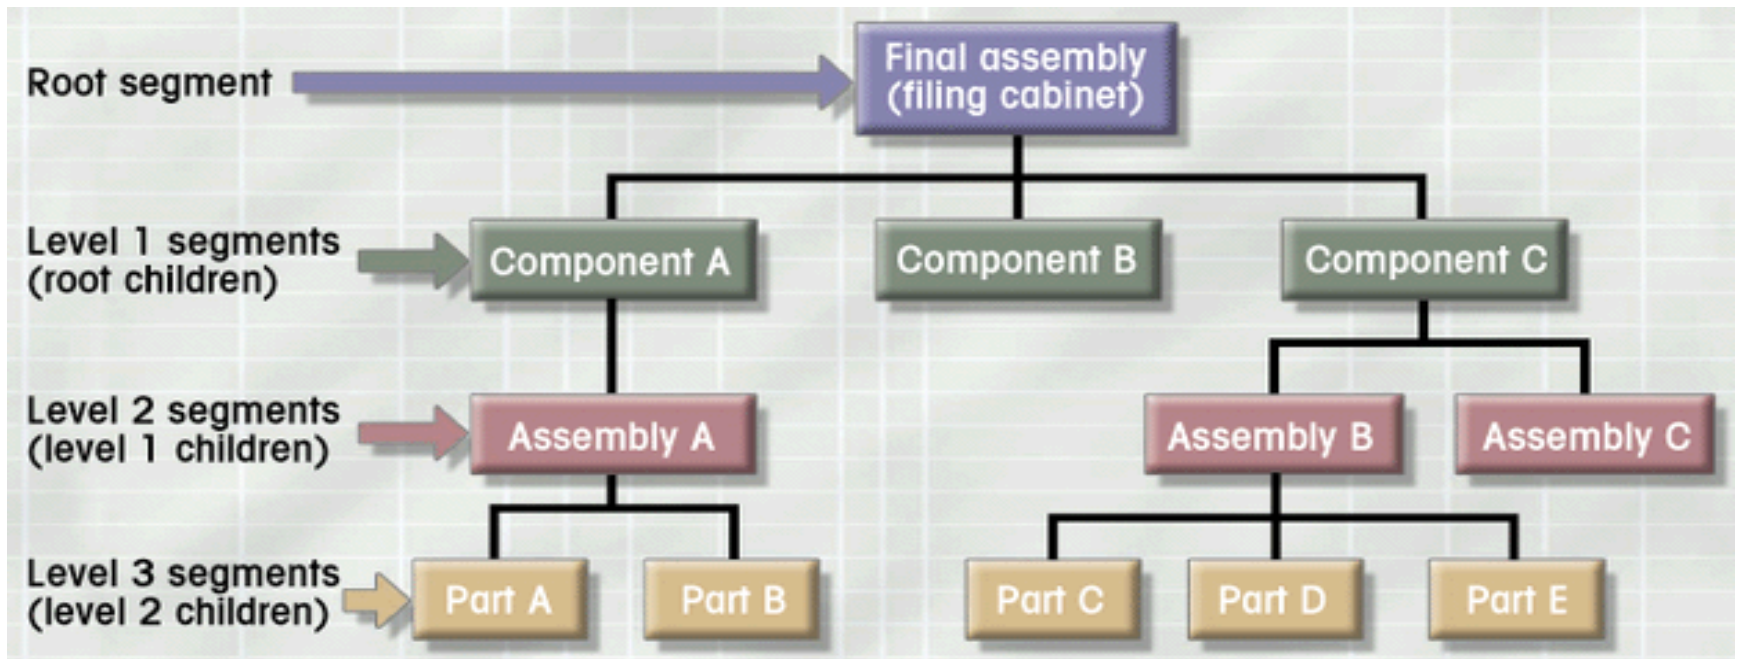 Final assembly
(filing cabinet)
Root segment
Level 1 segments
(root children)
Component A
Component B
Component C
Level 2 segments
(level 1 children)
Assembly A
Assembly B
Assembly C
Level 3 segments
(level 2 children)
Part A
Part B
Part C
Part D
Part E